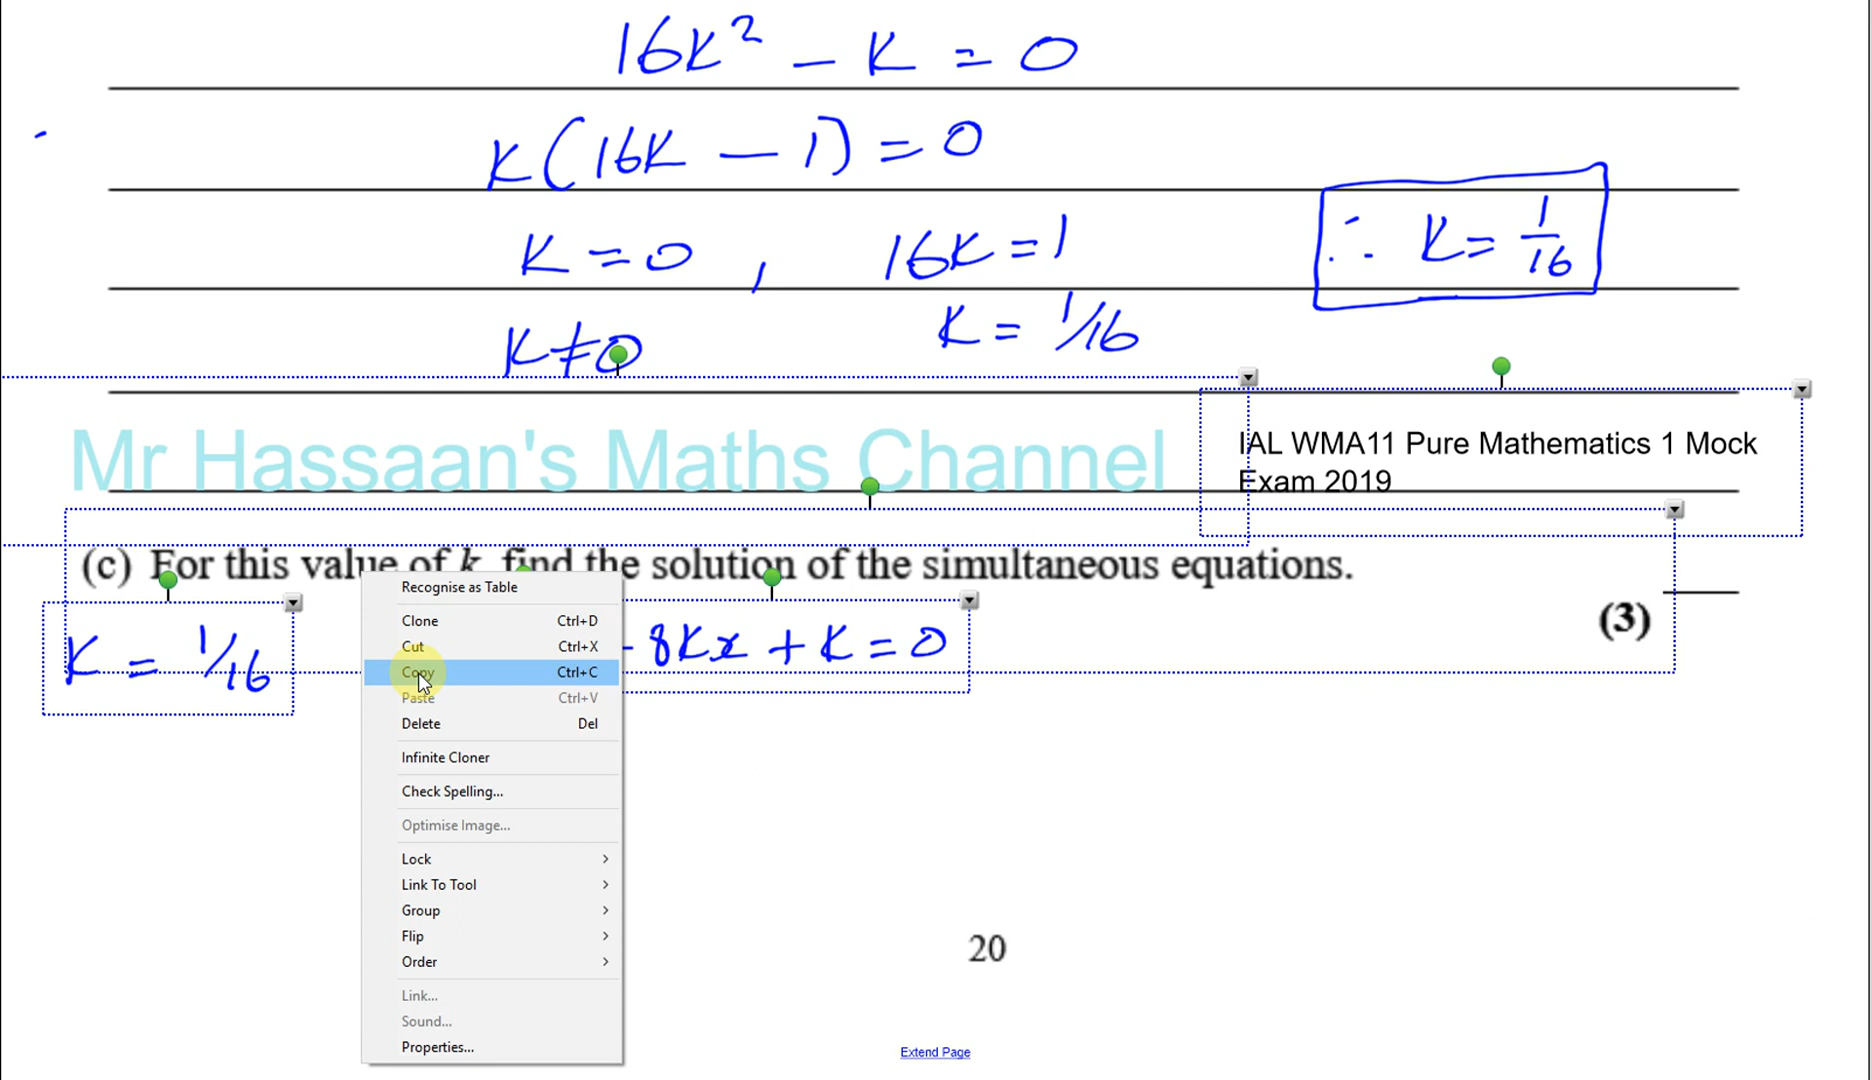 16k² - k = 0
k(16k - 1) = 0
k = 0 , 16k = 1
∴ k = 1/16
k = 1/16
k ≠ 0
Mr Hassaan's Maths Channel
IAL WMA11 Pure Mathematics 1 Mock
Exam 2019
(c) For this value of k, find the solution of the simultaneous equations.
(3)
k = 1/16
- 8kx + k = 0
Recognise as Table
Clone Ctrl+D
Cut Ctrl+X
Copy Ctrl+C
Paste Ctrl+V
Delete Del
Infinite Cloner
Check Spelling...
Optimise Image...
Lock
Link To Tool
Group
Flip
Order
Link...
Sound...
Properties...
20
Extend Page